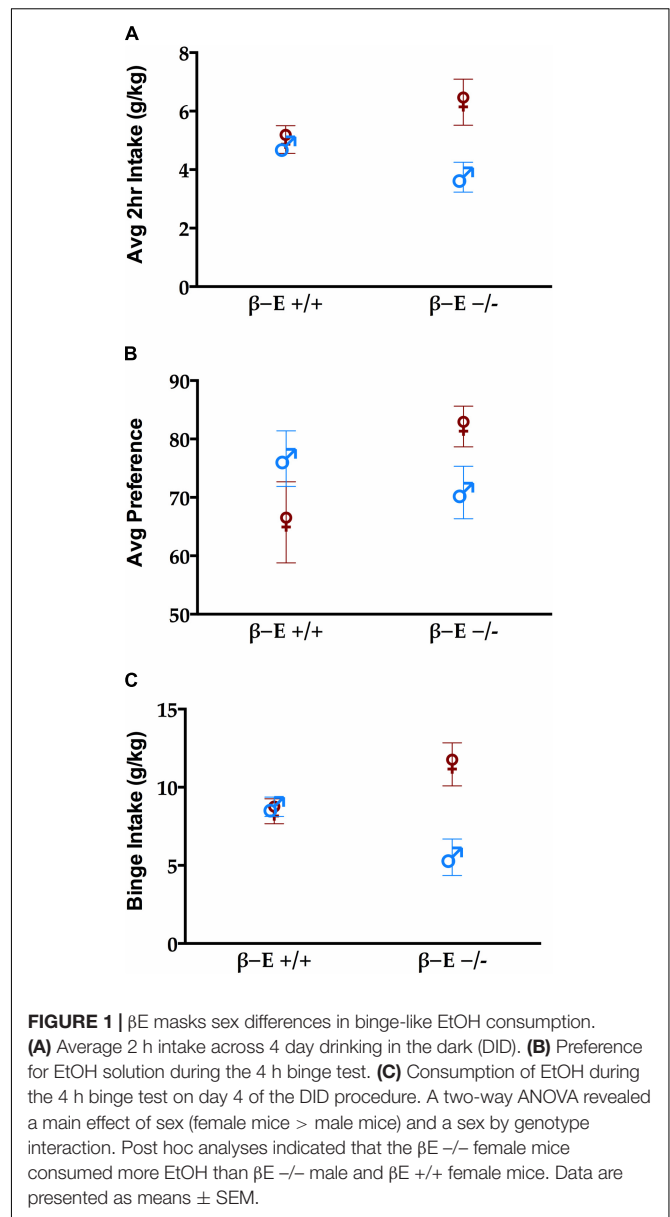 A
Avg 2hr Intake (g/kg)
8
6
4
2
0
β–E +/+
β–E –/-
B
Avg Preference
90
80
70
60
50
β–E +/+
β–E –/-
C
Binge Intake (g/kg)
15
10
5
0
β–E +/+
β–E –/-
FIGURE 1 | βE masks sex differences in binge-like EtOH consumption.
(A) Average 2 h intake across 4 day drinking in the dark (DID). (B) Preference
for EtOH solution during the 4 h binge test. (C) Consumption of EtOH during
the 4 h binge test on day 4 of the DID procedure. A two-way ANOVA revealed
a main effect of sex (female mice > male mice) and a sex by genotype
interaction. Post hoc analyses indicated that the βE –/– female mice
consumed more EtOH than βE –/– male and βE +/+ female mice. Data are
presented as means ± SEM.